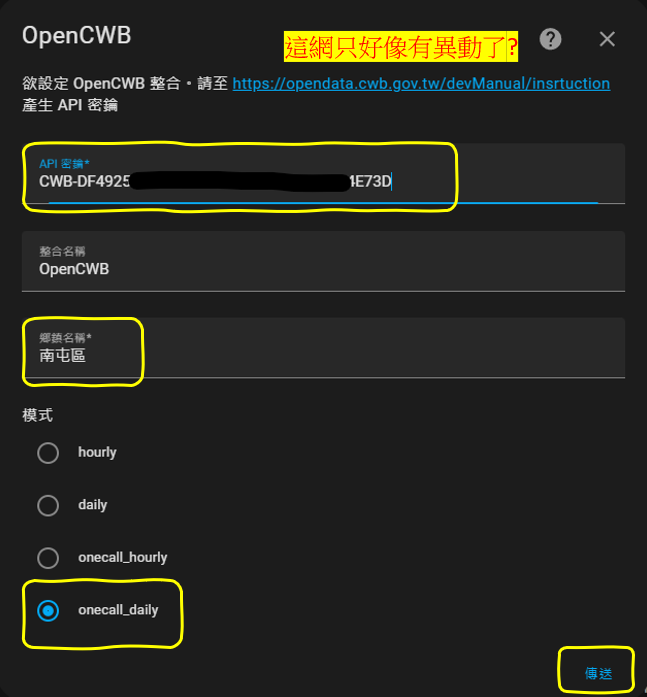 OpenCWB
這網只好像有異動了?
欲設定 OpenCWB 整合。請至 https://opendata.cwb.gov.tw/devManual/insrtuction
產生 API 密鑰
API 密鑰*
CWB-DF4925 4E73D
整合名稱
OpenCWB
鄉鎮名稱*
南屯區
模式
hourly
daily
onecall_hourly
onecall_daily
傳送